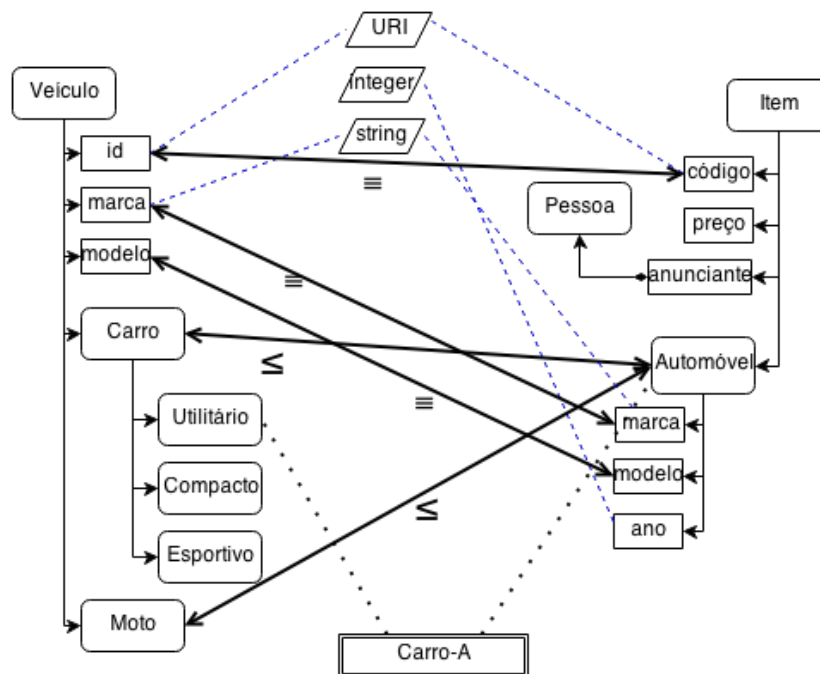 URI
Veículo
integer
Item
string
id
código
≡
marca
Pessoa
preço
modelo
anunciante
≡
Carro
≤
Automóvel
≡
Utilitário
marca
modelo
Compacto
≤
ano
Esportivo
Moto
Carro-A